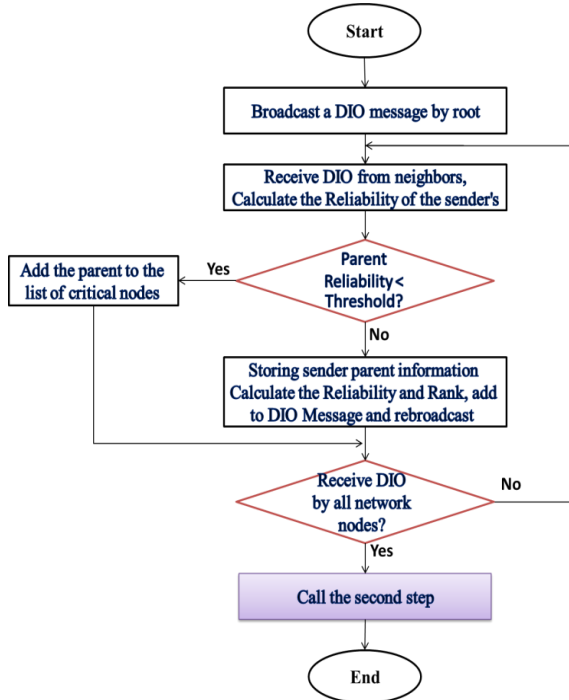 Start
Broadcast a DIO message by root
Receive DIO from neighbors,
Calculate the Reliability of the sender's
Parent
Reliability<
Threshold?
Yes
Add the parent to the
list of critical nodes
No
Storing sender parent information
Calculate the Reliability and Rank, add
to DIO Message and rebroadcast
Receive DIO
by all network
nodes?
No
Yes
Call the second step
End